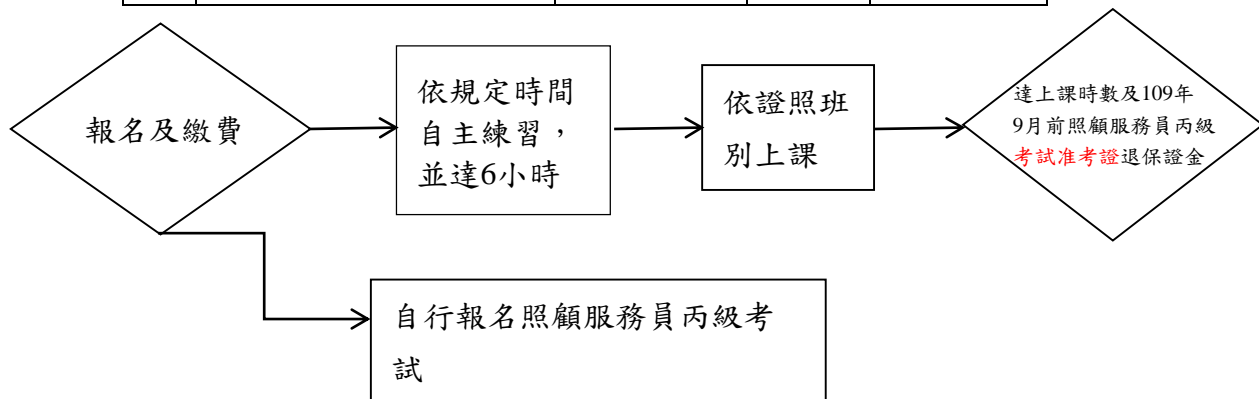 報名及繳費
依規定時間
自主練習，
並達6小時
依證照班
別上課
達上課時數及109年
9月前照顧服務員丙級
考試准考證退保證金
自行報名照顧服務員丙級考
試